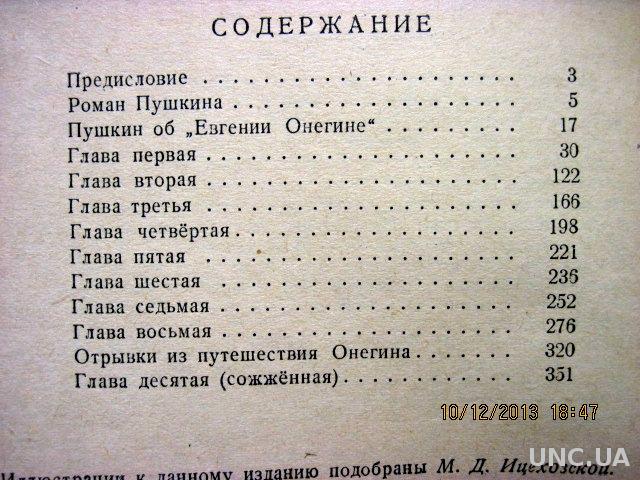 СОДЕРЖАНИЕ
Предисловие . . . . . . . . . . . . . . . . . . . . 3
Роман Пушкина . . . . . . . . . . . . . . . . . . 5
Пушкин об „Евгении Онегине“ . . . . . . . . . 17
Глава первая . . . . . . . . . . . . . . . . . . . . 30
Глава вторая . . . . . . . . . . . . . . . . . . . . 122
Глава третья . . . . . . . . . . . . . . . . . . . . 166
Глава четвёртая . . . . . . . . . . . . . . . . . . 198
Глава пятая . . . . . . . . . . . . . . . . . . . . 221
Глава шестая . . . . . . . . . . . . . . . . . . . 236
Глава седьмая . . . . . . . . . . . . . . . . . . . 252
Глава восьмая . . . . . . . . . . . . . . . . . . . 276
Отрывки из путешествия Онегина . . . . . . . 320
Глава десятая (сожжённая) . . . . . . . . . . . 351
10/12/2013 18:47
Иллюстрации к данному изданию подобраны М. Д. Ицеховской.
UNC.UA